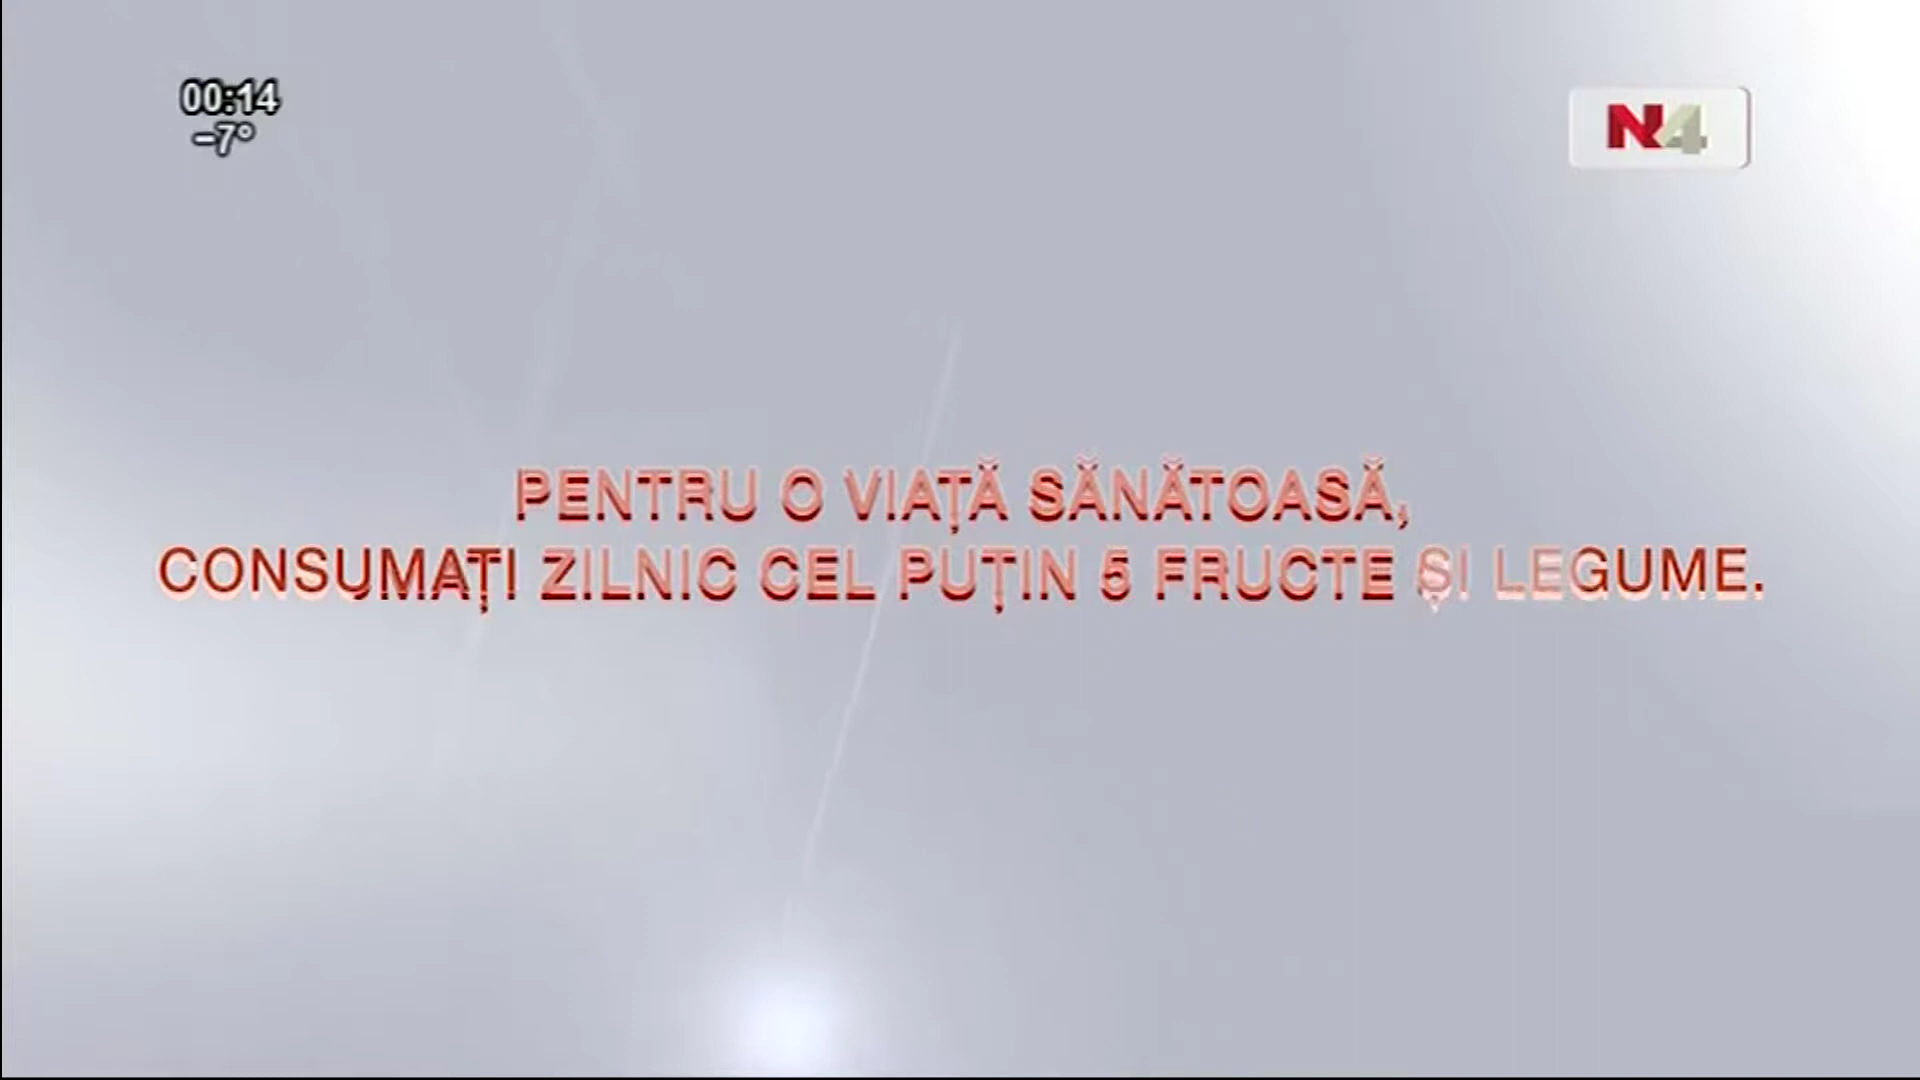 00:14
-7°
N4
PENTRU O VIAȚĂ SĂNĂTOASĂ,
CONSUMAȚI ZILNIC CEL PUȚIN 5 FRUCTE ȘI LEGUME.